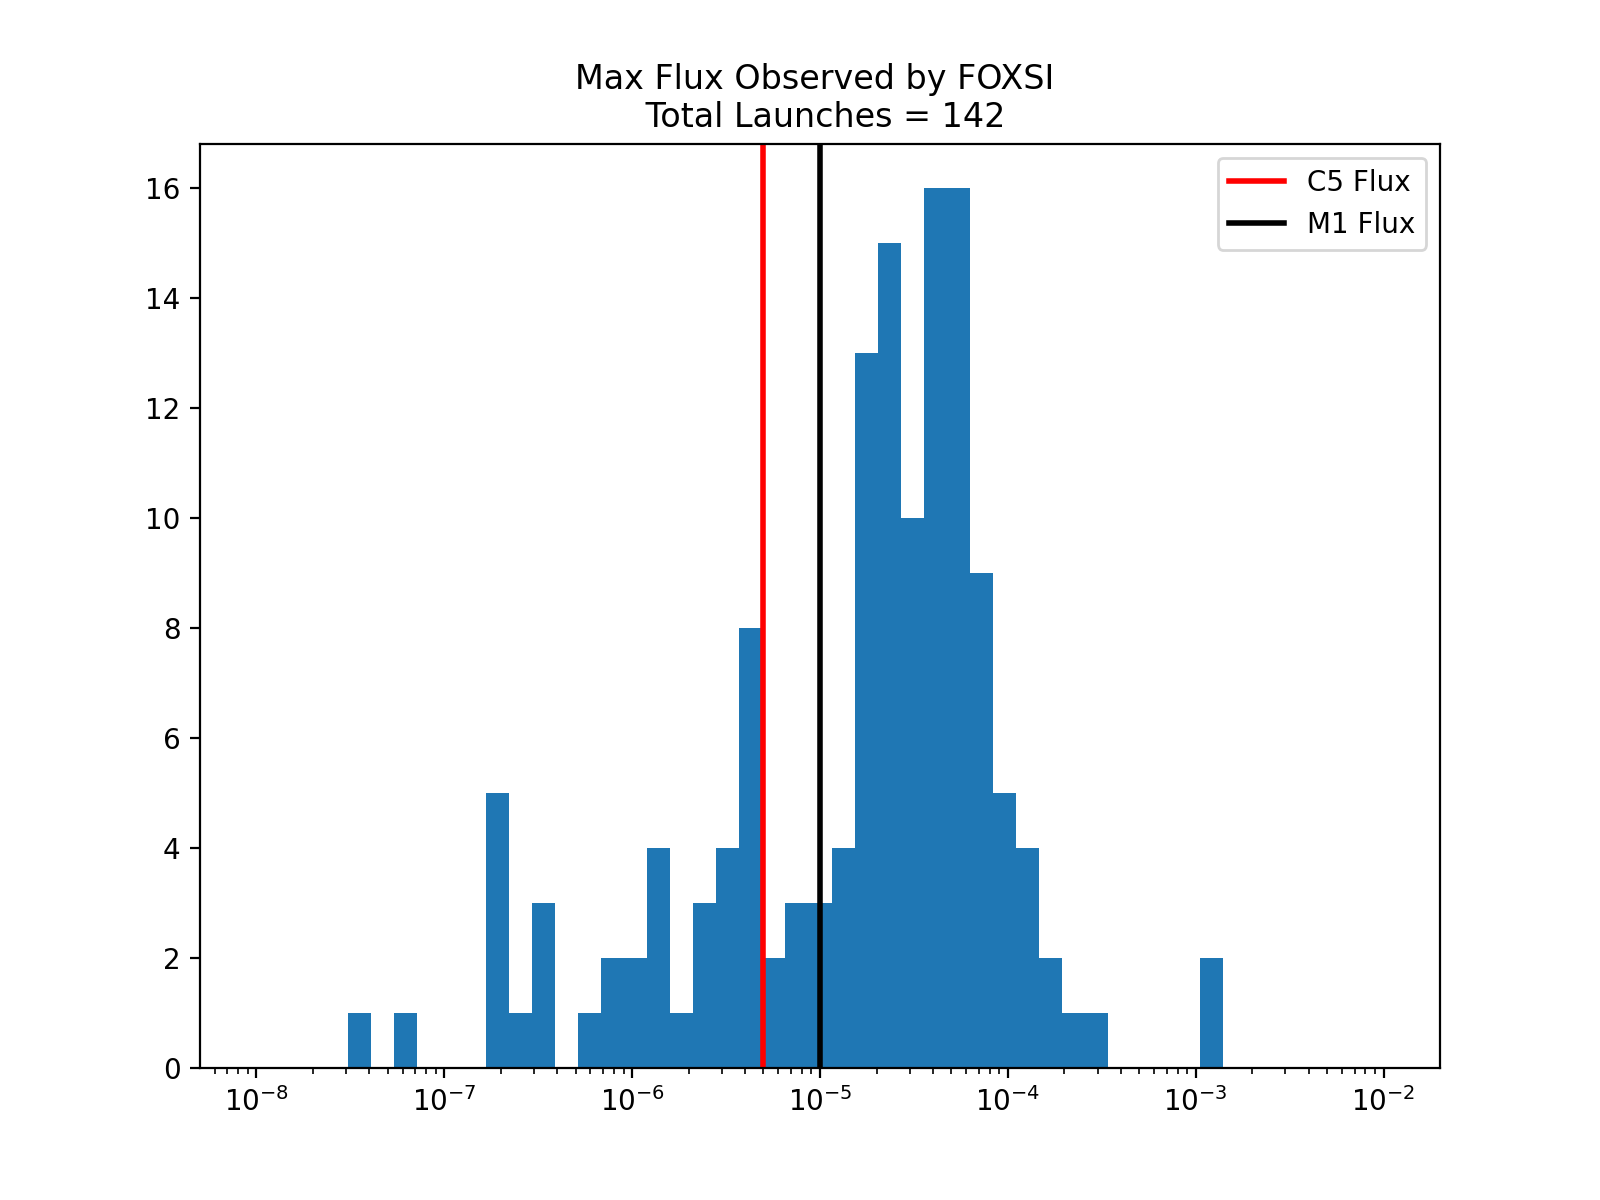 Max Flux Observed by FOXSI
Total Launches = 142
C5 Flux
M1 Flux
16
14
12
10
8
6
4
2
0
10⁻⁸ 10⁻⁷ 10⁻⁶ 10⁻⁵ 10⁻⁴ 10⁻³ 10⁻²